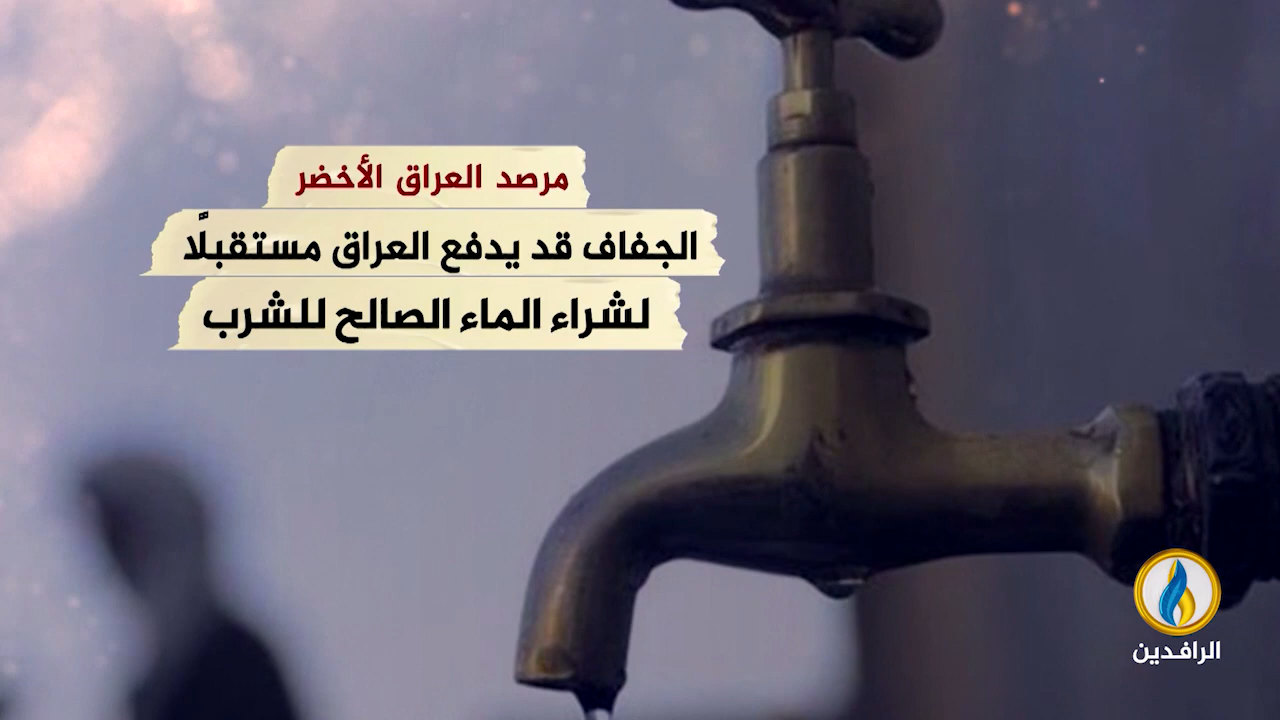 مرصد العراق الأخضر
الجفاف قد يدفع العراق مستقبلًا
لشراء الماء الصالح للشرب
الرافدين